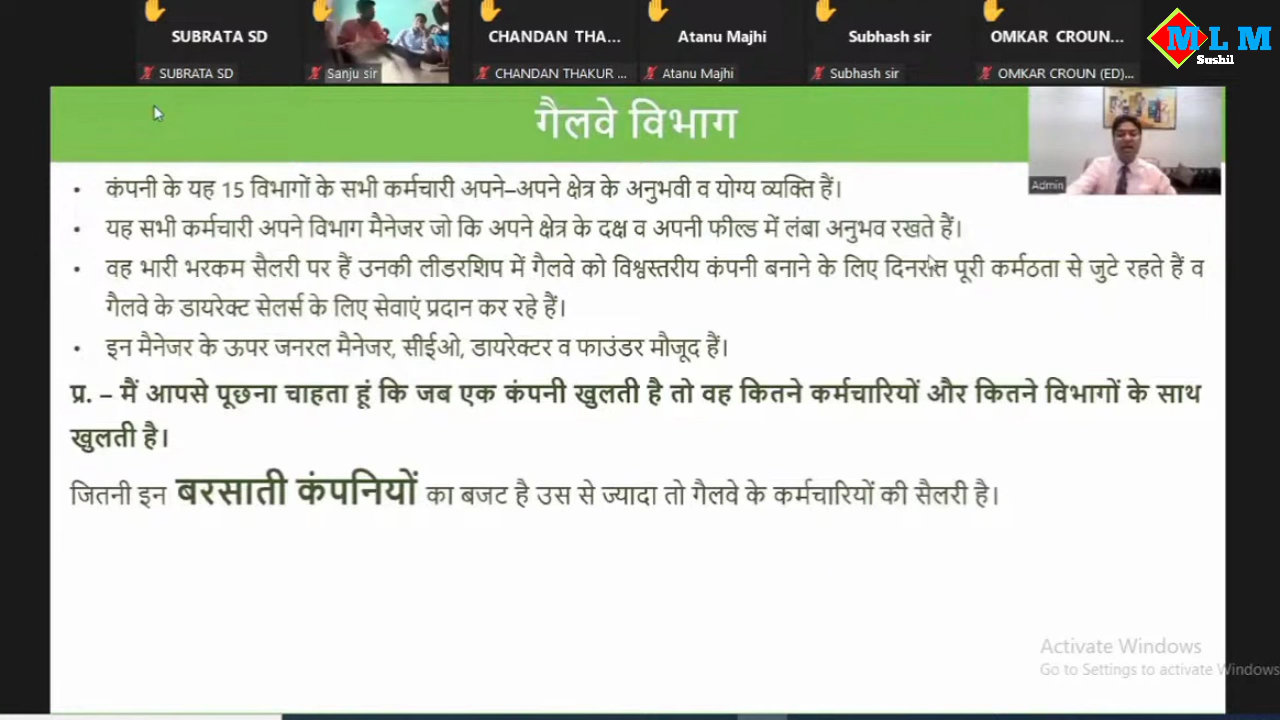 SUBRATA SD
CHANDAN THA...
Atanu Majhi
Subhash sir
OMKAR CROUN...
MLM
Sushil
SUBRATA SD
Sanju sir
CHANDAN THAKUR ...
Atanu Majhi
Subhash sir
OMKAR CROUN (ED)...
गैलवे विभाग
Admin
• कंपनी के यह 15 विभागों के सभी कर्मचारी अपने–अपने क्षेत्र के अनुभवी व योग्य व्यक्ति हैं।
• यह सभी कर्मचारी अपने विभाग मैनेजर जो कि अपने क्षेत्र के दक्ष व अपनी फील्ड में लंबा अनुभव रखते हैं।
• वह भारी भरकम सैलरी पर हैं उनकी लीडरशिप में गैलवे को विश्वस्तरीय कंपनी बनाने के लिए दिनरात पूरी कर्मठता से जुटे रहते हैं व
गैलवे के डायरेक्ट सेलर्स के लिए सेवाएं प्रदान कर रहे हैं।
• इन मैनेजर के ऊपर जनरल मैनेजर, सीईओ, डायरेक्टर व फाउंडर मौजूद हैं।
प्र. – मैं आपसे पूछना चाहता हूं कि जब एक कंपनी खुलती है तो वह कितने कर्मचारियों और कितने विभागों के साथ
खुलती है।
जितनी इन बरसाती कंपनियों का बजट है उस से ज्यादा तो गैलवे के कर्मचारियों की सैलरी है।
Activate Windows
Go to Settings to activate Windows